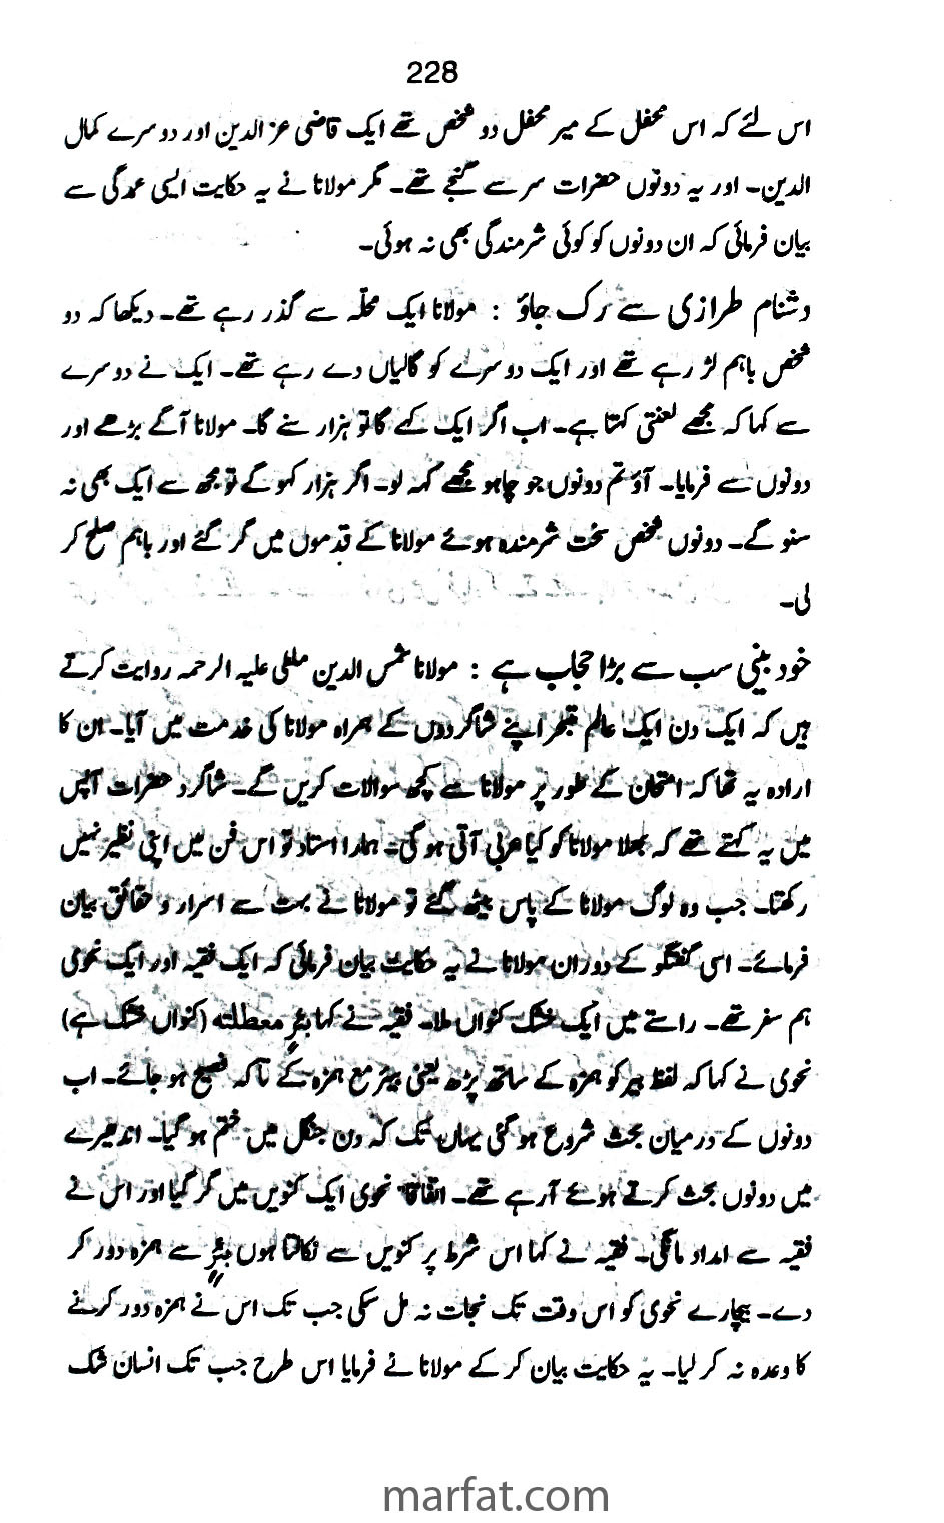 228
اس لئے کہ اس محفل کے میر محفل دو شخص تھے ایک قاضی عز الدین اور دوسرے کمال
الدین۔ اور یہ دونوں حضرات سر سے گنجے تھے۔ مگر مولانا نے یہ حکایت ایسی عمدگی سے
بیان فرمائی کہ ان دونوں کو کوئی شرمندگی بھی نہ ہوئی۔
دشنام طرازی سے رک جاؤ : مولانا ایک محلّہ سے گذر رہے تھے۔ دیکھا کہ دو
شخص باہم لڑ رہے تھے اور ایک دوسرے کو گالیاں دے رہے تھے۔ ایک نے دوسرے
سے کہا کہ مجھے لعنتی کہتا ہے۔ اب اگر ایک کہے گا تو ہزار سنے گا۔ مولانا آگے بڑھے اور
دونوں سے فرمایا۔ آؤ تم دونوں جو چاہو مجھے کہہ لو۔ اگر ہزار کہو گے تو مجھ سے ایک بھی نہ
سنو گے۔ دونوں شخص سخت شرمندہ ہوئے مولانا کے قدموں میں گر گئے اور باہم صلح کر
لی۔
خود بینی سب سے بڑا حجاب ہے : مولانا شمس الدین ملطی علیہ الرحمہ روایت کرتے
ہیں کہ ایک دن ایک عالم متبحر اپنے شاگردوں کے ہمراہ مولانا کی خدمت میں آیا۔ ان کا
ارادہ یہ تھا کہ امتحان کے طور پر مولانا سے کچھ سوالات کریں گے۔ شاگرد حضرات آپس
میں یہ کہتے تھے کہ بھلا مولانا کو کیا عربی آتی ہو گی۔ ہمارا استاد تو اس فن میں اپنی نظیر نہیں
رکھتا۔ جب وہ لوگ مولانا کے پاس بیٹھ گئے تو مولانا نے بہت سے اسرار و حقائق بیان
فرمائے۔ اسی گفتگو کے دوران مولانا نے یہ حکایت بیان فرمائی کہ ایک فقیہ اور ایک نحوی
ہم سفر تھے۔ راستے میں ایک خشک کنواں ملا۔ فقیہ نے کہا بئرٍ معطلتہ (کنواں خشک ہے)
نحوی نے کہا کہ لفظ بیر کو ہمزہ کے ساتھ پڑھ یعنی بیئر مع ہمزہ کے تاکہ فصیح ہو جائے۔ اب
دونوں کے درمیان بحث شروع ہو گئی یہاں تک کہ دن جنگل میں ختم ہو گیا۔ اندھیرے
میں دونوں بحث کرتے ہوئے آ رہے تھے۔ اتفاقاً نحوی ایک کنویں میں گر گیا اور اس نے
فقیہ سے امداد مانگی۔ فقیہ نے کہا اس شرط پر کنویں سے نکالتا ہوں بئرٍ سے ہمزہ دور کر
دے۔ بیچارے نحوی کو اس وقت تک نجات نہ مل سکی جب تک اس نے ہمزہ دور کرنے
کا وعدہ نہ کر لیا۔ یہ حکایت بیان کر کے مولانا نے فرمایا اس طرح جب تک انسان شک
marfat.com